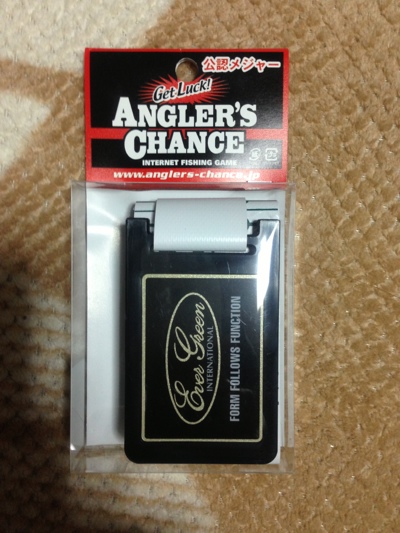 公認メジャー
Get Luck!
ANGLER'S
CHANCE
INTERNET FISHING GAME
www.anglers-chance.jp
Ever Green
INTERNATIONAL
FORM FOLLOWS FUNCTION